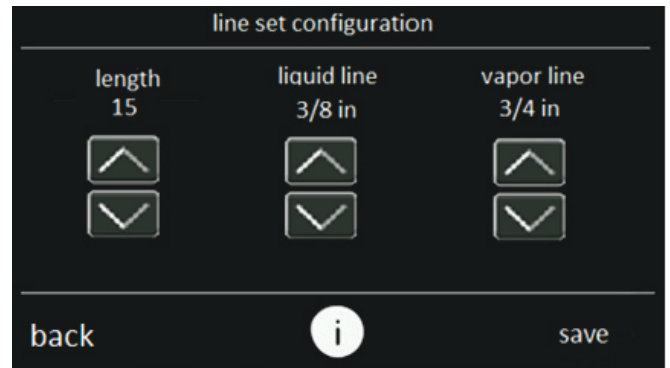 line set configuration
length liquid line vapor line
15 3/8 in 3/4 in
back i save